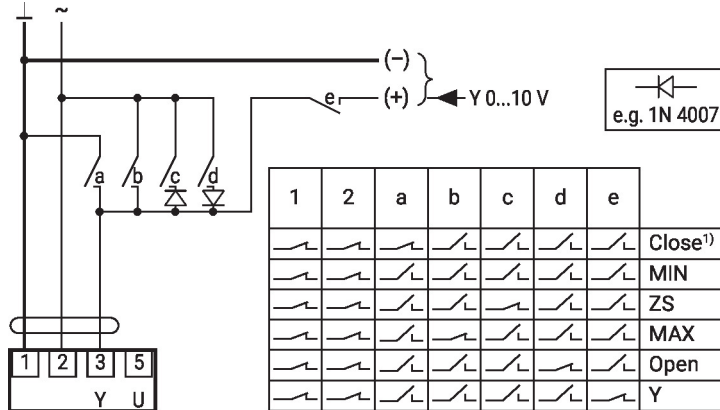 ~
(–)
e (+) Y 0...10 V
e.g. 1N 4007
a b c d
1 2 a b c d e
Close¹⁾
MIN
ZS
MAX
Open
Y
1 2 3 5
Y U